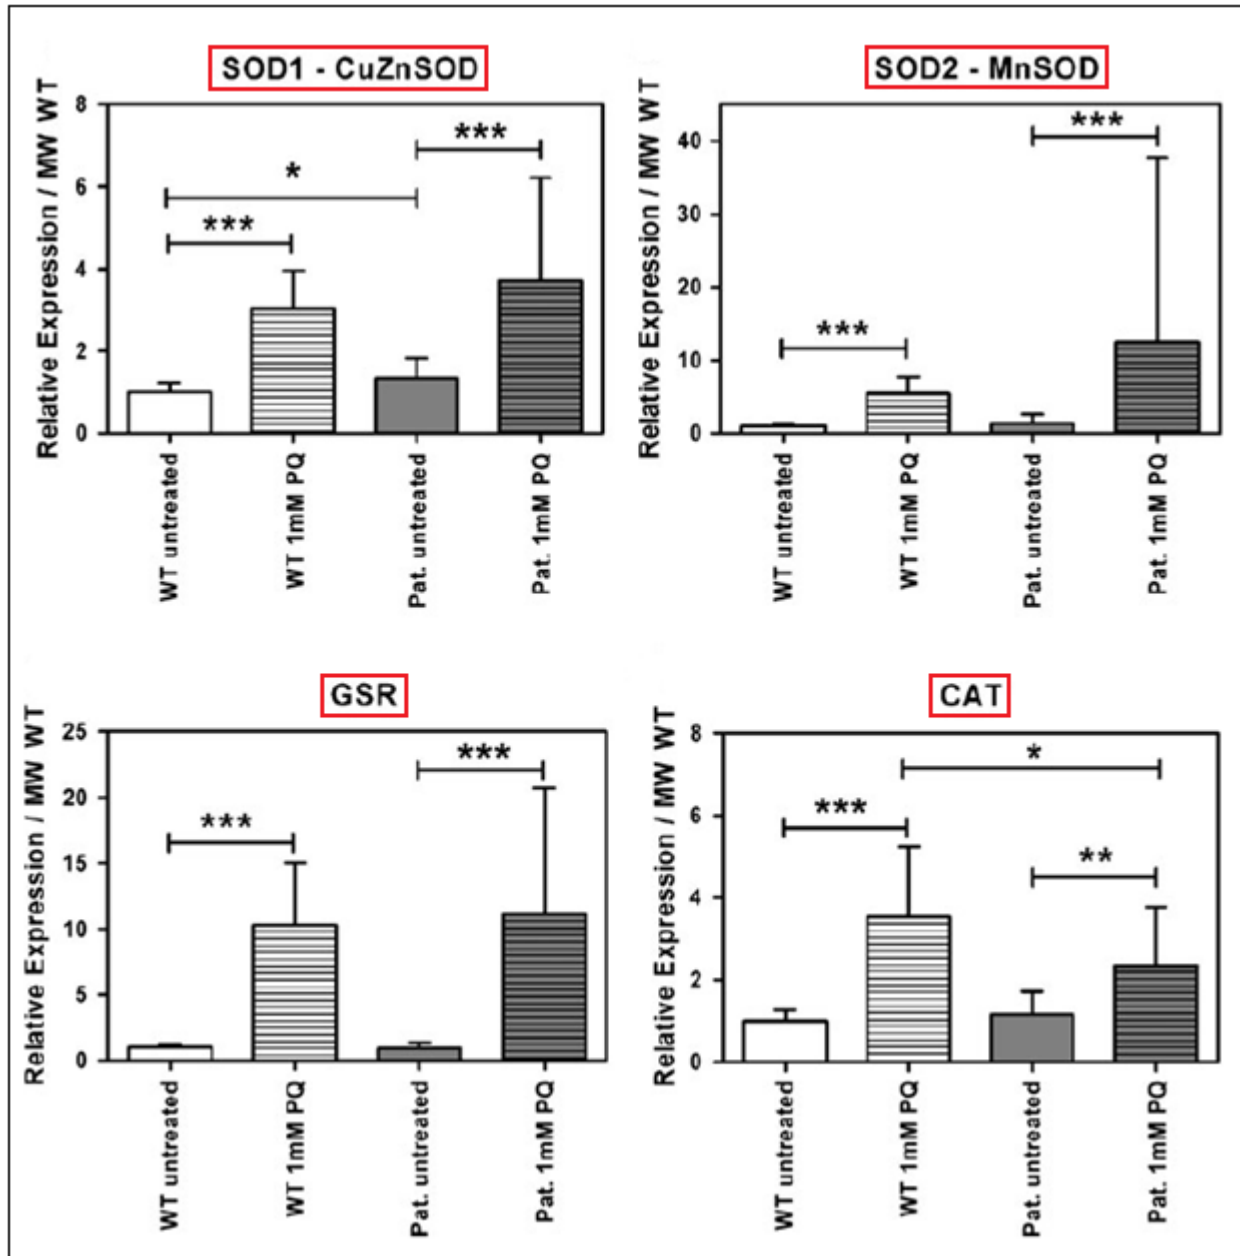 SOD1 - CuZnSOD
Relative Expression / MW WT
8
6
4
2
0
***
*
***
WT untreated
WT 1mM PQ
Pat. untreated
Pat. 1mM PQ
SOD2 - MnSOD
Relative Expression / MW WT
40
30
20
10
0
***
***
WT untreated
WT 1mM PQ
Pat. untreated
Pat. 1mM PQ
GSR
Relative Expression / MW WT
25
20
15
10
5
0
***
***
WT untreated
WT 1mM PQ
Pat. untreated
Pat. 1mM PQ
CAT
Relative Expression / MW WT
8
6
4
2
0
*
***
**
WT untreated
WT 1mM PQ
Pat. untreated
Pat. 1mM PQ